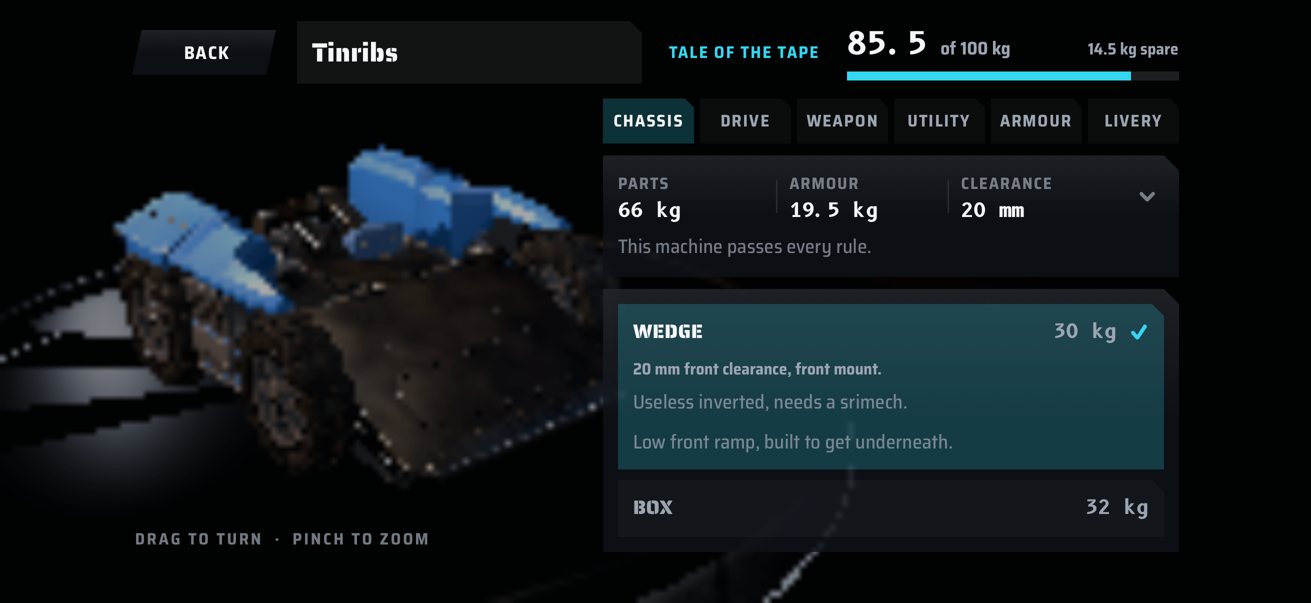 BACK
Tinribs
TALE OF THE TAPE
85.5 of 100 kg
14.5 kg spare
CHASSIS
DRIVE
WEAPON
UTILITY
ARMOUR
LIVERY
PARTS
66 kg
ARMOUR
19.5 kg
CLEARANCE
20 mm
This machine passes every rule.
WEDGE
30 kg
20 mm front clearance, front mount.
Useless inverted, needs a srimech.
Low front ramp, built to get underneath.
BOX
32 kg
DRAG TO TURN · PINCH TO ZOOM